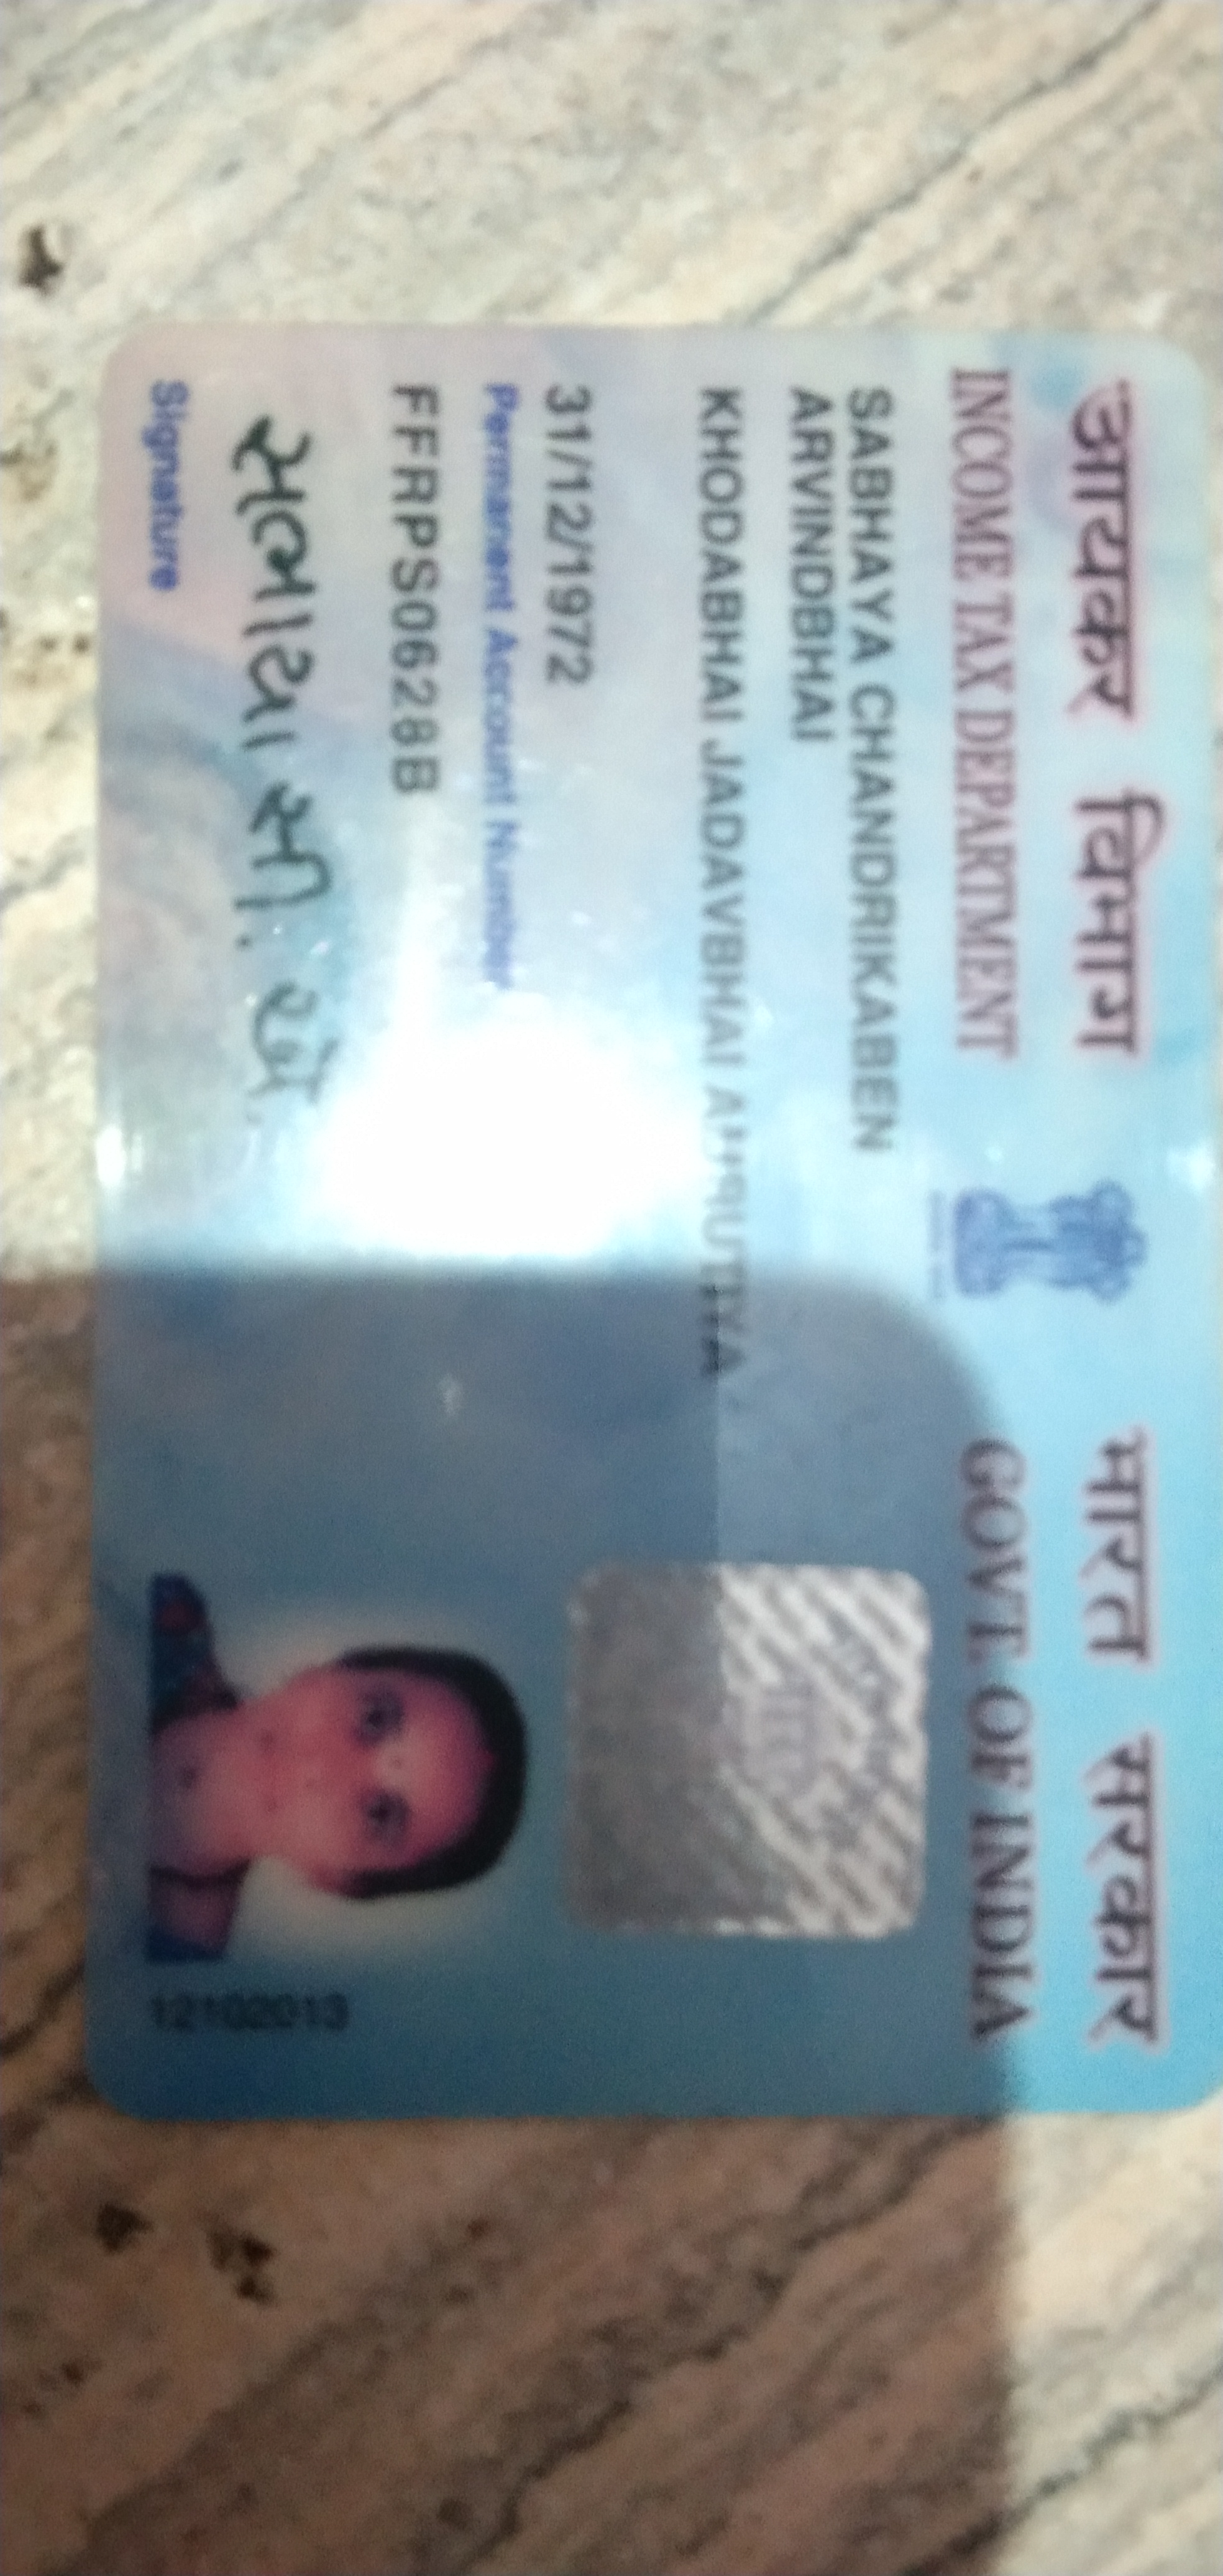 आयकर विभाग
INCOME TAX DEPARTMENT
भारत सरकार
GOVT. OF INDIA
SABHAYA CHANDRIKABEN
ARVINDBHAI
KHODABHAI JADAVBHAI
31/12/1972
Permanent Account Number
FFRPS0628B
સભાયા સી. એ.
Signature
12102013